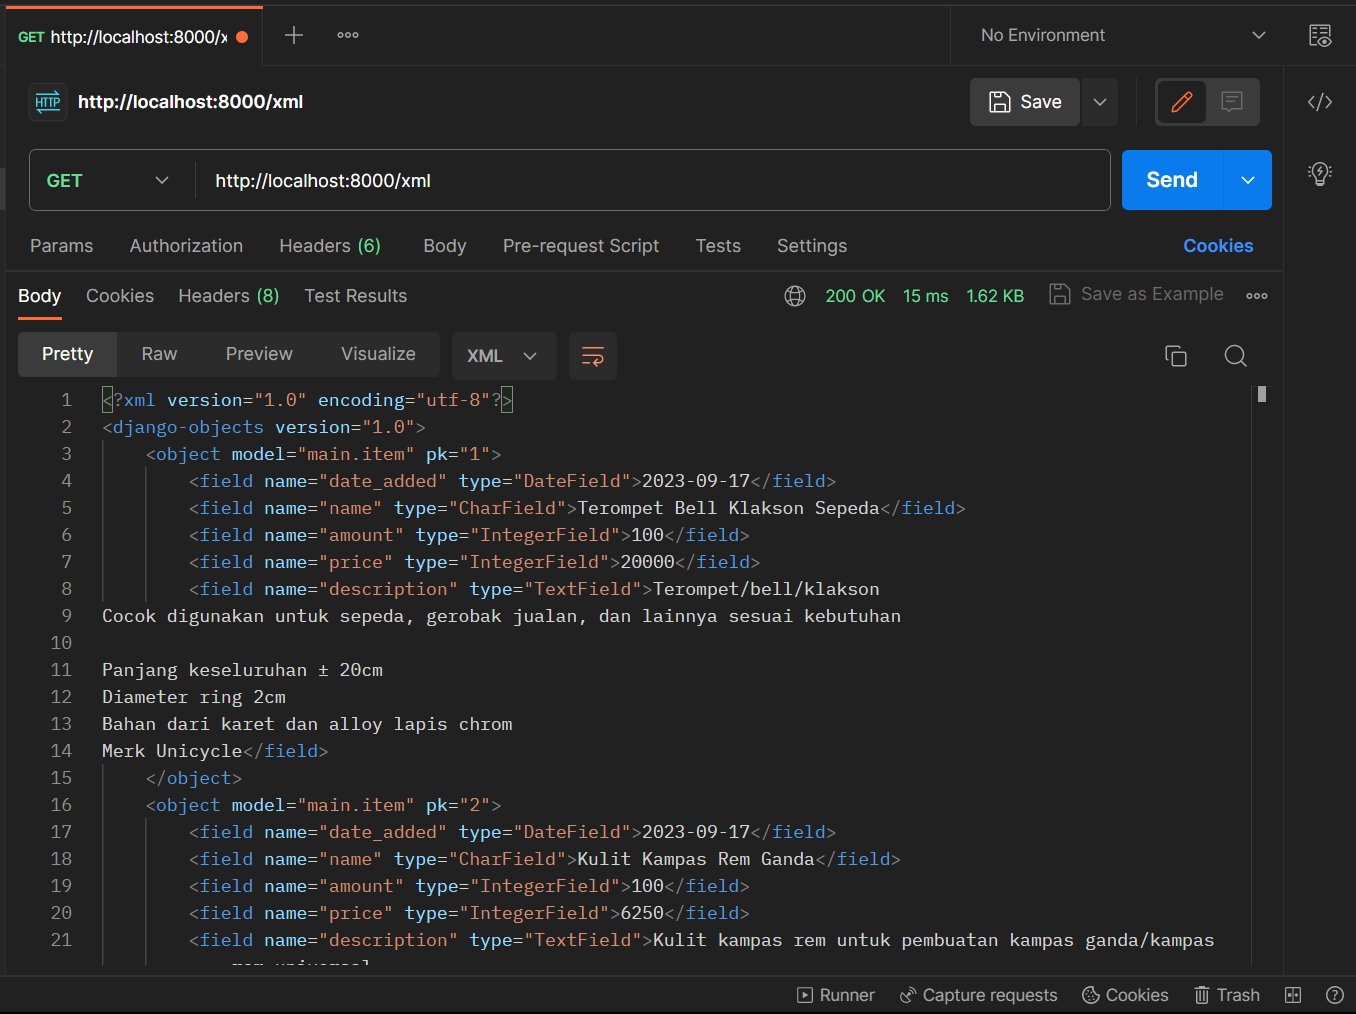 GET http://localhost:8000/x
No Environment
HTTP http://localhost:8000/xml
Save
GET http://localhost:8000/xml
Send
Params Authorization Headers (6) Body Pre-request Script Tests Settings Cookies
Body Cookies Headers (8) Test Results 200 OK 15 ms 1.62 KB Save as Example
Pretty Raw Preview Visualize XML
1 <?xml version="1.0" encoding="utf-8"?>
2 <django-objects version="1.0">
3 <object model="main.item" pk="1">
4 <field name="date_added" type="DateField">2023-09-17</field>
5 <field name="name" type="CharField">Terompet Bell Klakson Sepeda</field>
6 <field name="amount" type="IntegerField">100</field>
7 <field name="price" type="IntegerField">20000</field>
8 <field name="description" type="TextField">Terompet/bell/klakson
9 Cocok digunakan untuk sepeda, gerobak jualan, dan lainnya sesuai kebutuhan
10
11 Panjang keseluruhan ± 20cm
12 Diameter ring 2cm
13 Bahan dari karet dan alloy lapis chrom
14 Merk Unicycle</field>
15 </object>
16 <object model="main.item" pk="2">
17 <field name="date_added" type="DateField">2023-09-17</field>
18 <field name="name" type="CharField">Kulit Kampas Rem Ganda</field>
19 <field name="amount" type="IntegerField">100</field>
20 <field name="price" type="IntegerField">6250</field>
21 <field name="description" type="TextField">Kulit kampas rem untuk pembuatan kampas ganda/kampas
rem universal
Runner Capture requests Cookies Trash